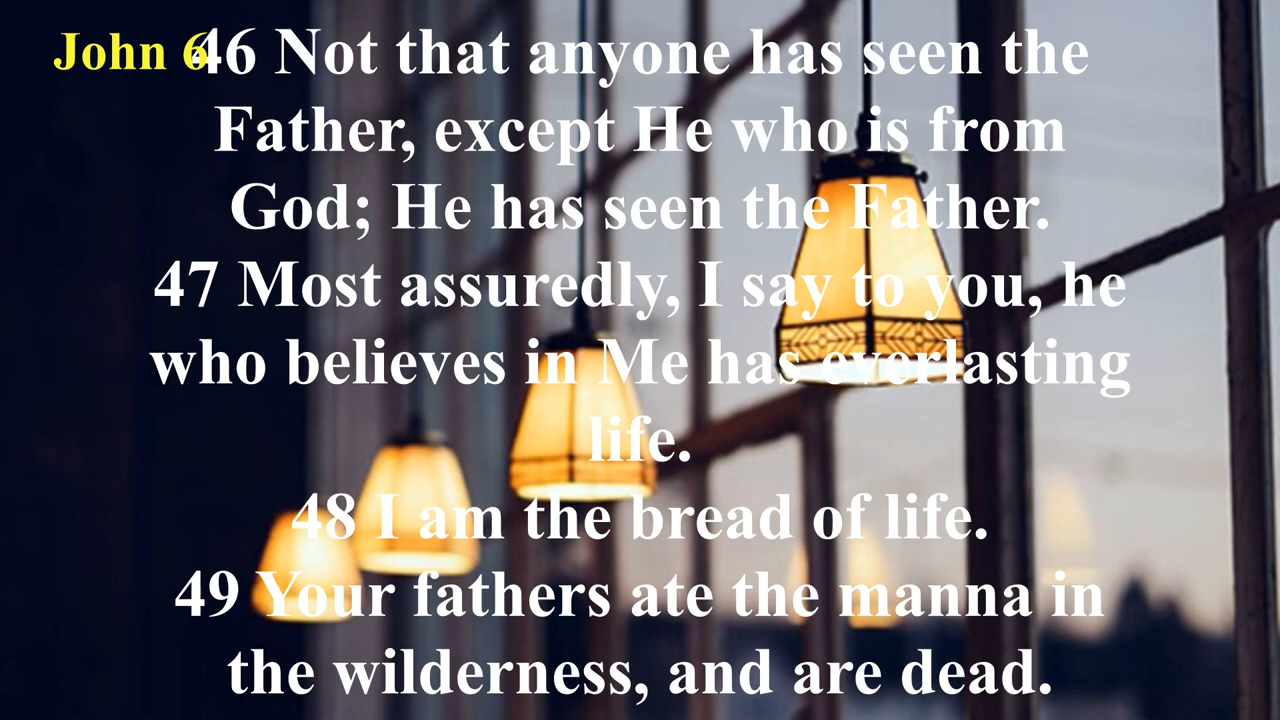 John 6
46 Not that anyone has seen the
Father, except He who is from
God; He has seen the Father.
47 Most assuredly, I say to you, he
who believes in Me has everlasting
life.
48 I am the bread of life.
49 Your fathers ate the manna in
the wilderness, and are dead.